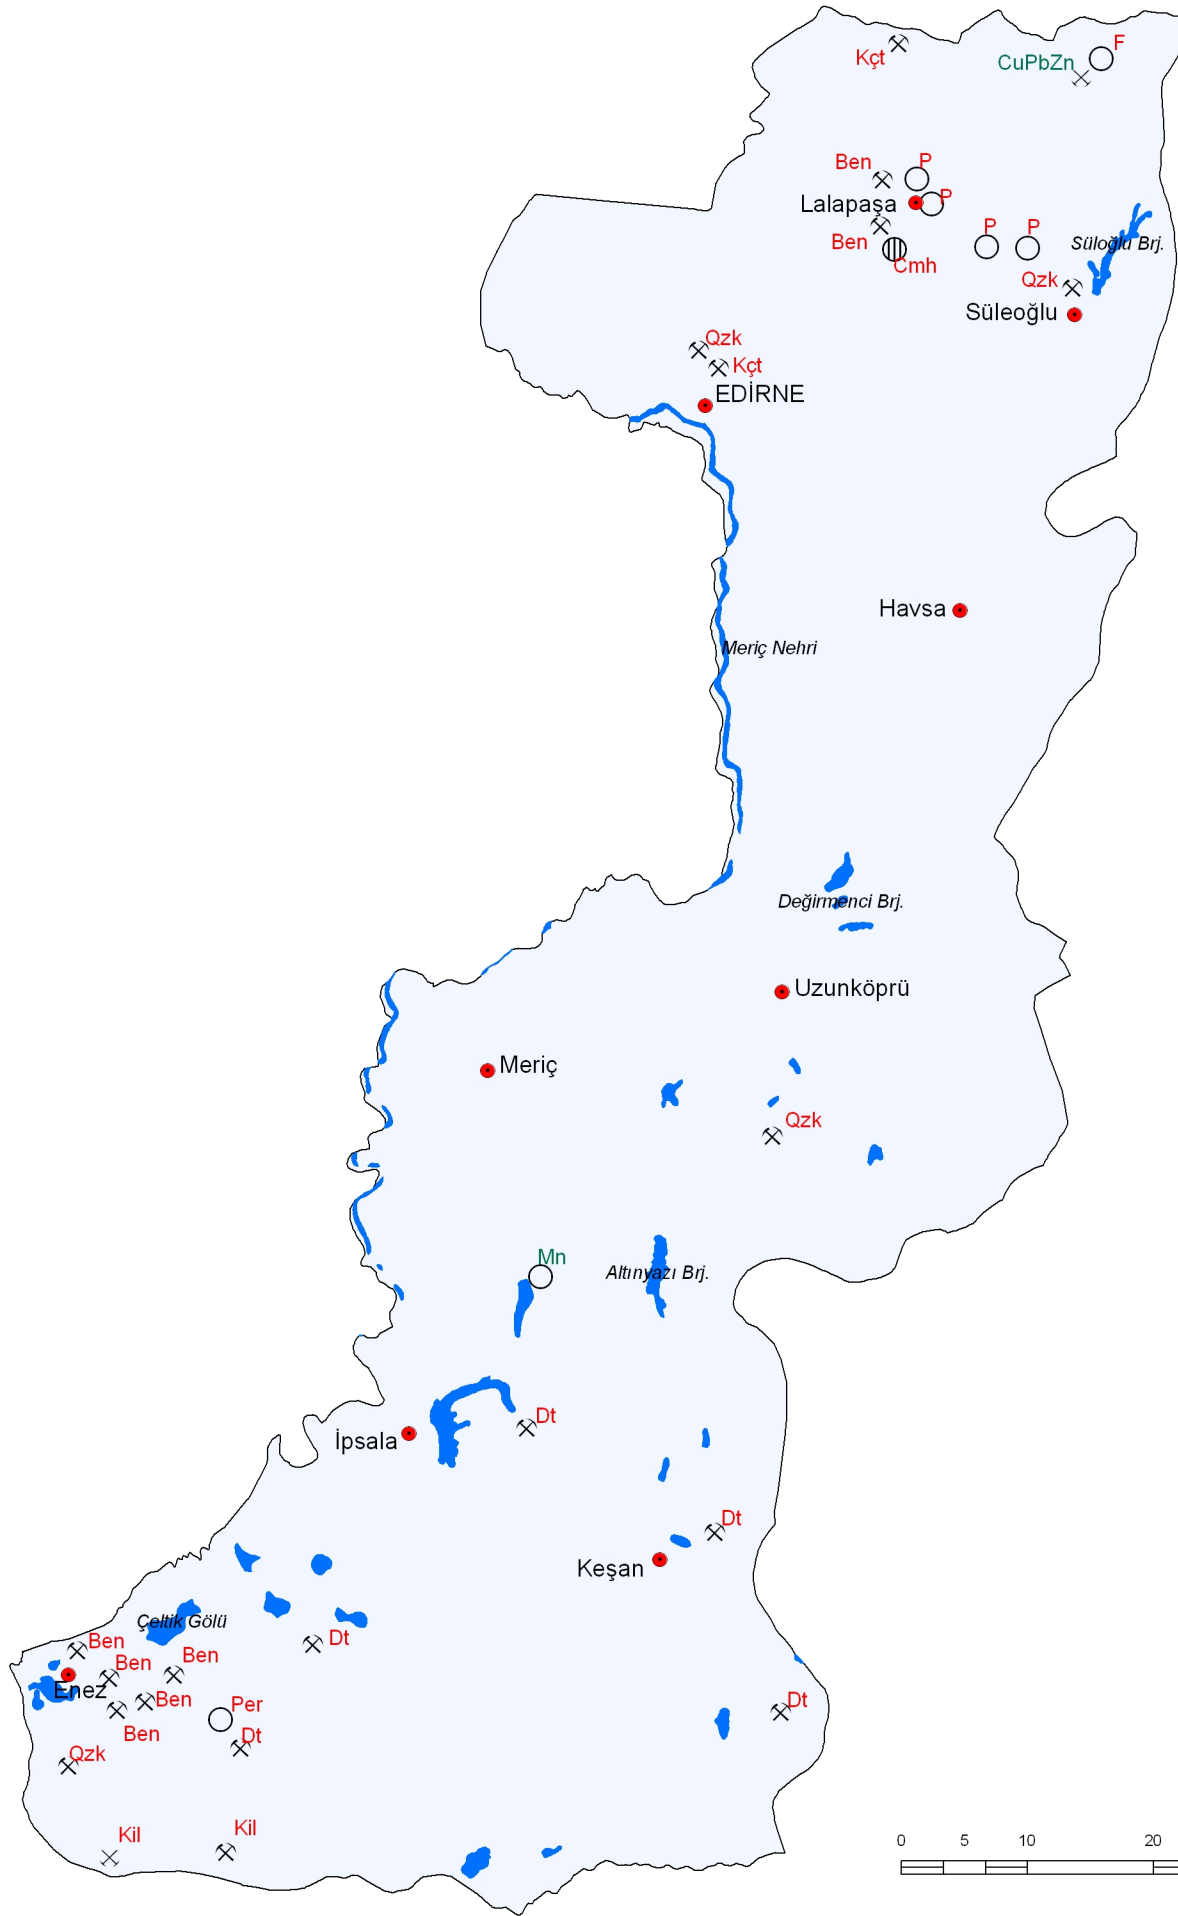 F
Kçt
CuPbZn
Ben
P
Lalapaşa
P
Ben
P
P
Süloğlu Brj.
Cmh
Qzk
Süleoğlu
Qzk
Kçt
EDİRNE
Havsa
Meriç Nehri
Değirmenci Brj.
Uzunköprü
Meriç
Qzk
Mn
Altınyazı Brj.
Dt
İpsala
Dt
Keşan
Çeltik Gölü
Ben
Dt
Ben
Ben
Enez
Ben
Per
Dt
Ben
Dt
Qzk
Kil
Kil
0 5 10 20